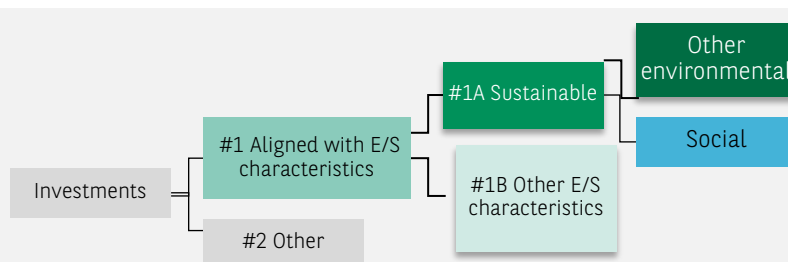 Other
environmental
#1A Sustainable
Social
#1 Aligned with E/S
characteristics
#1B Other E/S
characteristics
Investments
#2 Other